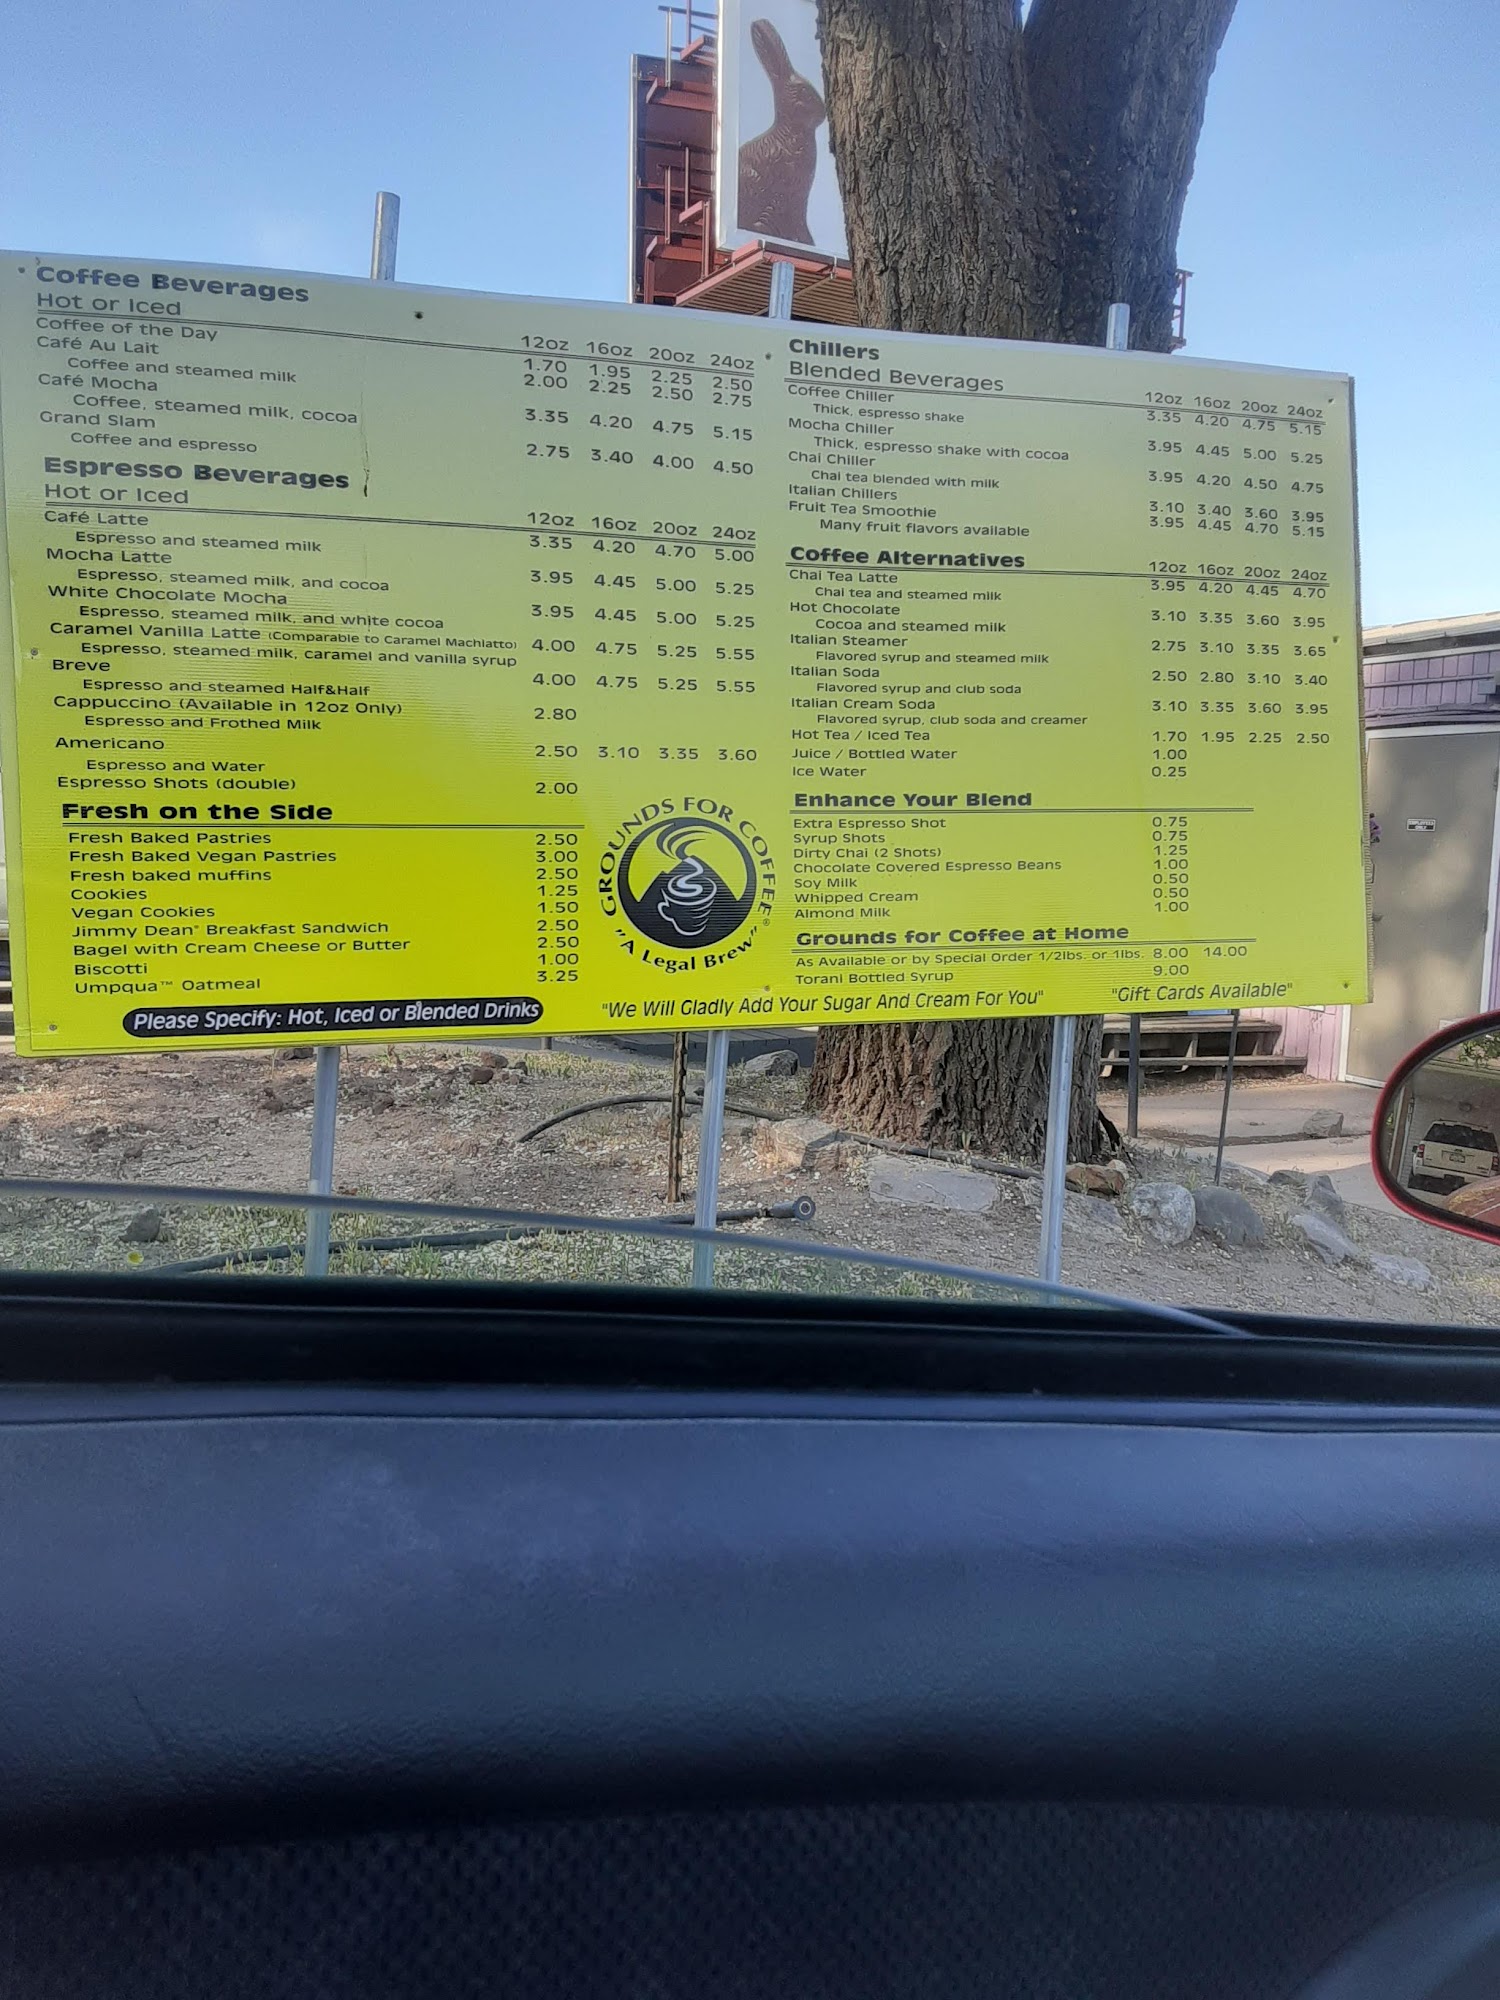 Coffee Beverages
Hot or Iced
12oz 16oz 20oz 24oz
Coffee of the Day 1.70 1.95 2.25 2.50
Café Au Lait 2.00 2.25 2.50 2.75
Coffee and steamed milk
Café Mocha 3.35 4.20 4.75 5.15
Coffee, steamed milk, cocoa
Grand Slam 2.75 3.40 4.00 4.50
Coffee and espresso
Espresso Beverages
Hot or Iced
12oz 16oz 20oz 24oz
Café Latte 3.35 4.20 4.70 5.00
Espresso and steamed milk
Mocha Latte 3.95 4.45 5.00 5.25
Espresso, steamed milk, and cocoa
White Chocolate Mocha 3.95 4.45 5.00 5.25
Espresso, steamed milk, and white cocoa
Caramel Vanilla Latte (Comparable to Caramel Machiatto) 4.00 4.75 5.25 5.55
Espresso, steamed milk, caramel and vanilla syrup
Breve 4.00 4.75 5.25 5.55
Espresso and steamed Half&Half
Cappuccino (Available in 12oz Only) 2.80
Espresso and Frothed Milk
Americano 2.50 3.10 3.35 3.60
Espresso and Water
Espresso Shots (double) 2.00
Fresh on the Side
Fresh Baked Pastries 2.50
Fresh Baked Vegan Pastries 3.00
Fresh baked muffins 2.50
Cookies 1.25
Vegan Cookies 1.50
Jimmy Dean® Breakfast Sandwich 2.50
Bagel with Cream Cheese or Butter 2.50
Biscotti 1.00
Umpqua™ Oatmeal 3.25
Please Specify: Hot, Iced or Blended Drinks
GROUNDS FOR COFFEE®
"A Legal Brew"
"We Will Gladly Add Your Sugar And Cream For You"
Chillers
Blended Beverages
12oz 16oz 20oz 24oz
Coffee Chiller 3.35 4.20 4.75 5.15
Thick, espresso shake
Mocha Chiller 3.95 4.45 5.00 5.25
Thick, espresso shake with cocoa
Chai Chiller 3.95 4.20 4.50 4.75
Chai tea blended with milk
Italian Chillers 3.10 3.40 3.60 3.95
Fruit Tea Smoothie 3.95 4.45 4.70 5.15
Many fruit flavors available
Coffee Alternatives
12oz 16oz 20oz 24oz
Chai Tea Latte 3.95 4.20 4.45 4.70
Chai tea and steamed milk
Hot Chocolate 3.10 3.35 3.60 3.95
Cocoa and steamed milk
Italian Steamer 2.75 3.10 3.35 3.65
Flavored syrup and steamed milk
Italian Soda 2.50 2.80 3.10 3.40
Flavored syrup and club soda
Italian Cream Soda 3.10 3.35 3.60 3.95
Flavored syrup, club soda and creamer
Hot Tea / Iced Tea 1.70 1.95 2.25 2.50
Juice / Bottled Water 1.00
Ice Water 0.25
Enhance Your Blend
Extra Espresso Shot 0.75
Syrup Shots 0.75
Dirty Chai (2 Shots) 1.25
Chocolate Covered Espresso Beans 1.00
Soy Milk 0.50
Whipped Cream 0.50
Almond Milk 1.00
Grounds for Coffee at Home
As Available or by Special Order 1/2lbs. or 1lbs. 8.00 14.00
Torani Bottled Syrup 9.00
"Gift Cards Available"
EMPLOYEES
ONLY